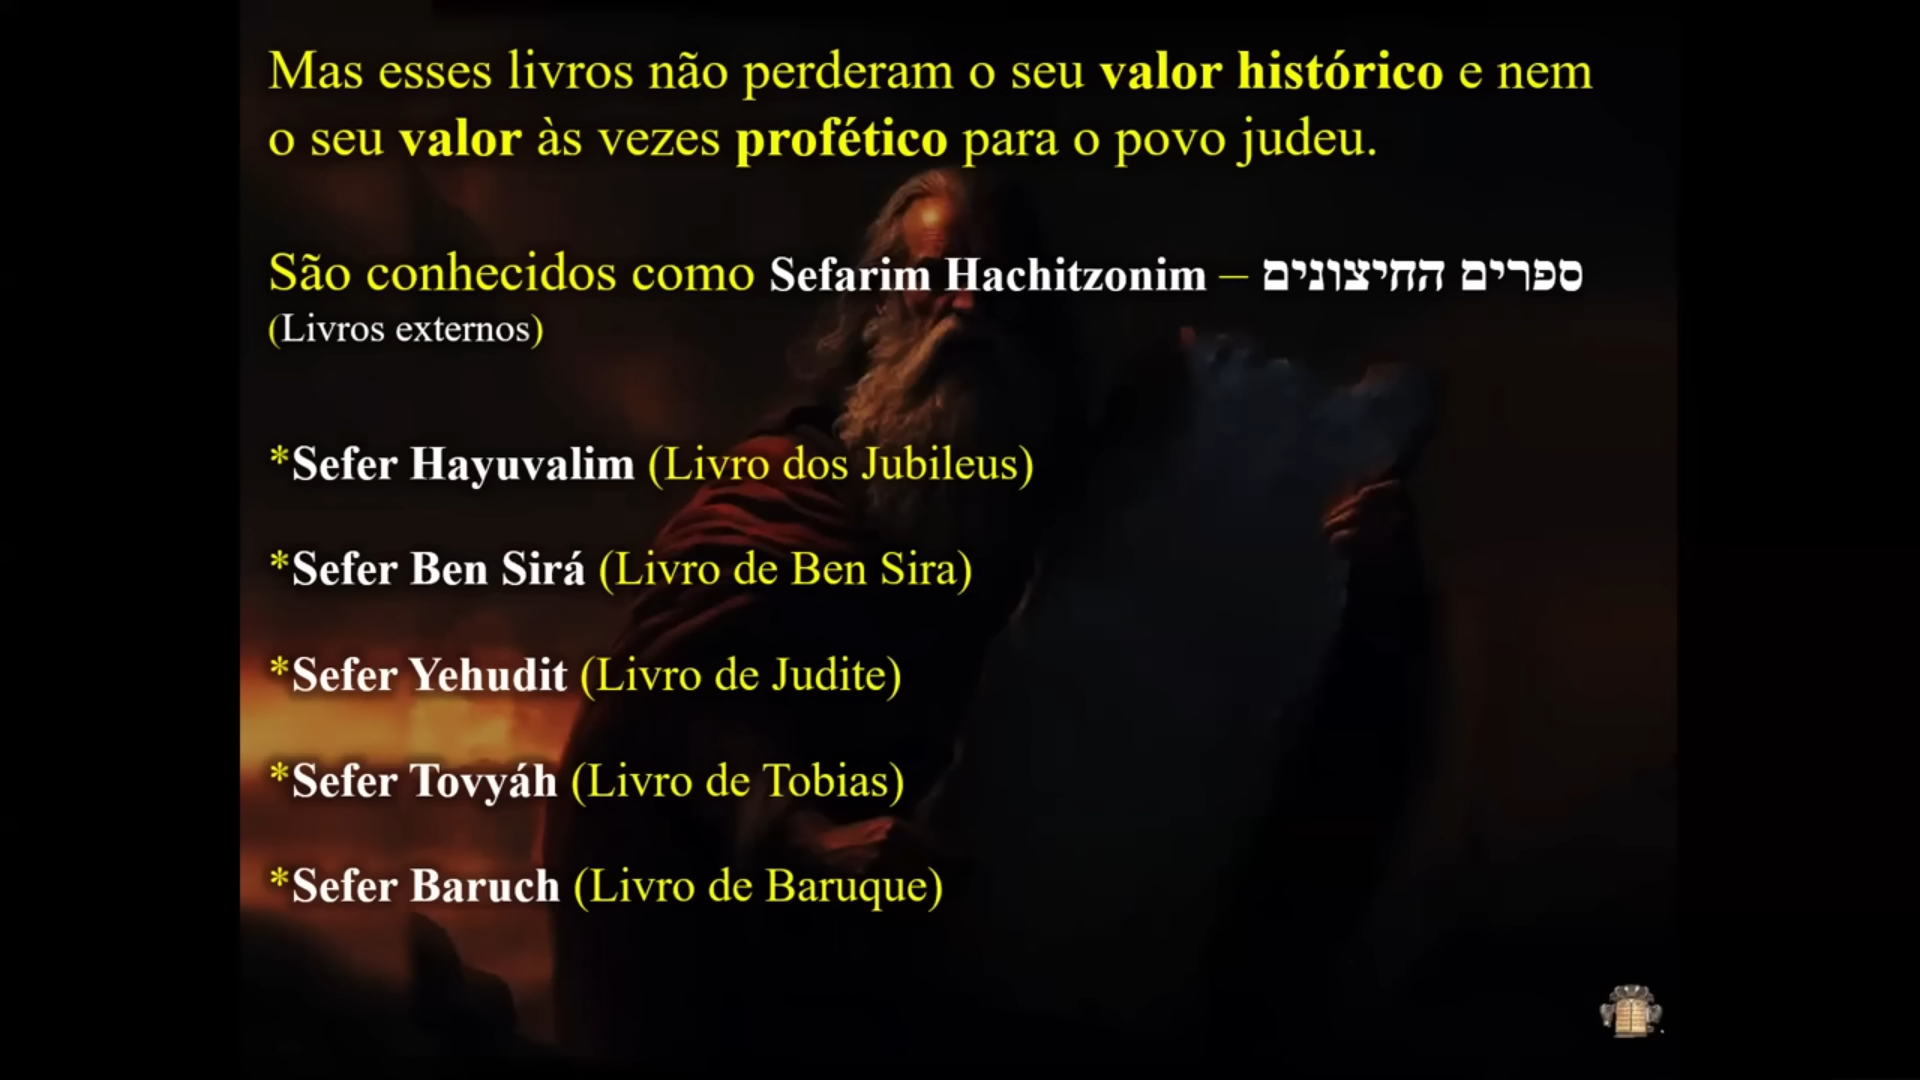 Mas esses livros não perderam o seu valor histórico e nem
o seu valor às vezes profético para o povo judeu.
São conhecidos como Sefarim Hachitzonim – ספרים החיצונים
(Livros externos)
*Sefer Hayuvalim (Livro dos Jubileus)
*Sefer Ben Sirá (Livro de Ben Sira)
*Sefer Yehudit (Livro de Judite)
*Sefer Tovyáh (Livro de Tobias)
*Sefer Baruch (Livro de Baruque)